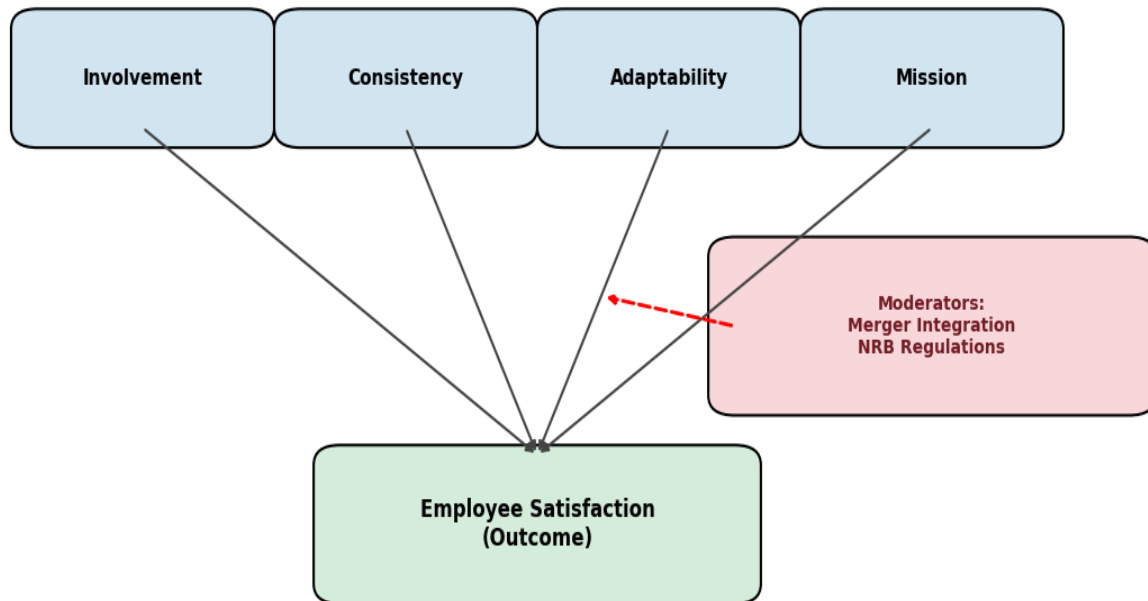 Involvement
Consistency
Adaptability
Mission
Moderators:
Merger Integration
NRB Regulations
Employee Satisfaction
(Outcome)